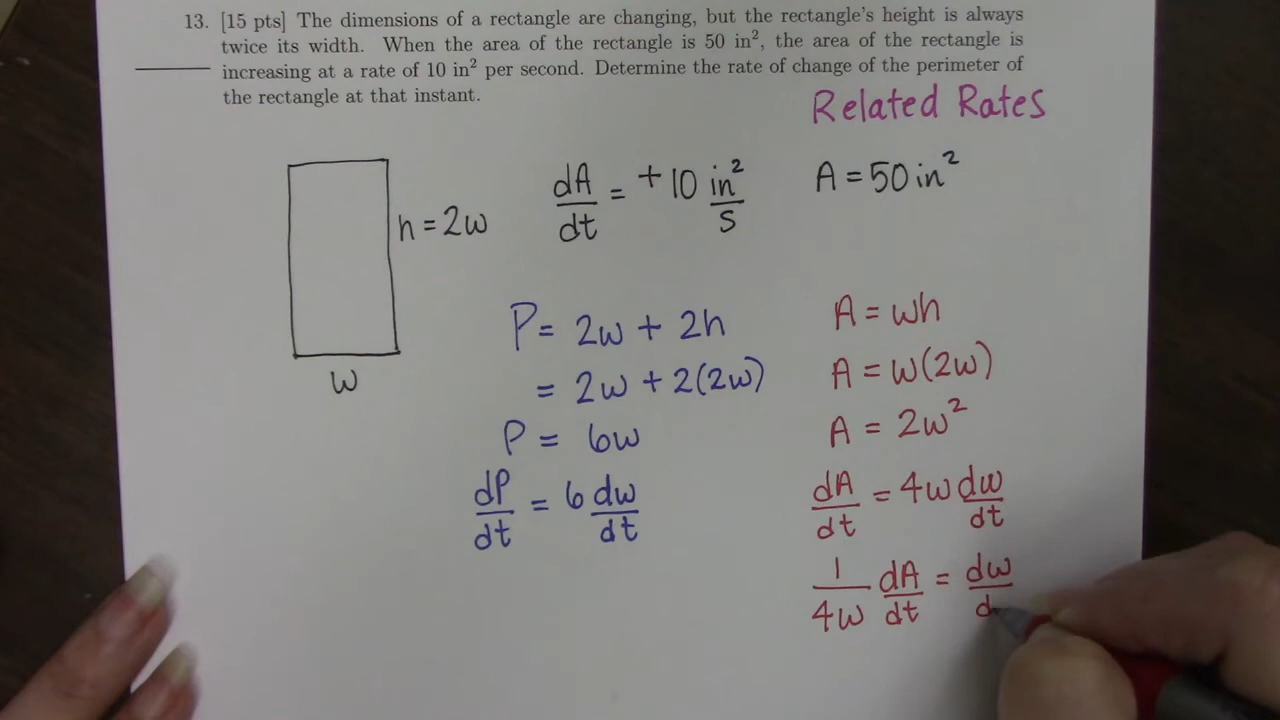 13. [15 pts] The dimensions of a rectangle are changing, but the rectangle's height is always
twice its width. When the area of the rectangle is 50 in², the area of the rectangle is
increasing at a rate of 10 in² per second. Determine the rate of change of the perimeter of
the rectangle at that instant.
Related Rates
h = 2w
w
dA/dt = +10 in²/s
A = 50 in²
P = 2w + 2h
= 2w + 2(2w)
P = 6w
dP/dt = 6 dw/dt
A = wh
A = w(2w)
A = 2w²
dA/dt = 4w dw/dt
1/4w dA/dt = dw/d